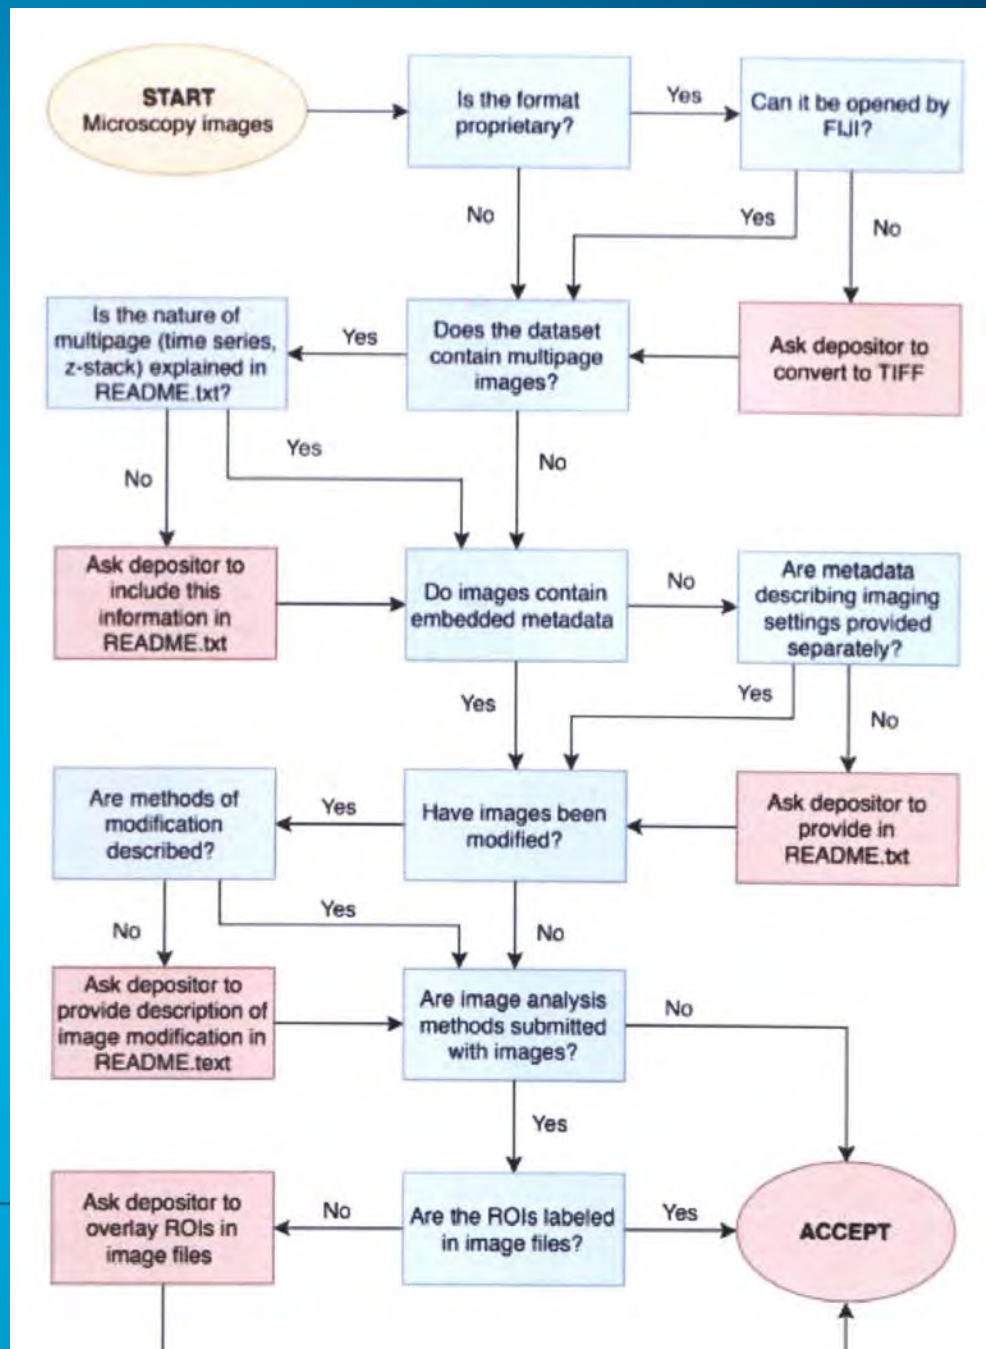 START
Microscopy images
Is the format
proprietary?
Yes
Can it be opened by
FIJI?
No
Yes
No
Is the nature of
multipage (time series,
z-stack) explained in
README.txt?
Yes
Does the dataset
contain multipage
images?
Ask depositor to
convert to TIFF
No
Yes
No
Ask depositor to
include this
information in
README.txt
Do images contain
embedded metadata
No
Are metadata
describing imaging
settings provided
separately?
Yes
Yes
No
Are methods of
modification
described?
Yes
Have images been
modified?
Ask depositor to
provide in
README.txt
No
Yes
No
Ask depositor to
provide description of
image modification in
README.text
Are image analysis
methods submitted
with images?
No
Yes
Ask depositor to
overlay ROIs in
image files
No
Are the ROIs labeled
in image files?
Yes
ACCEPT